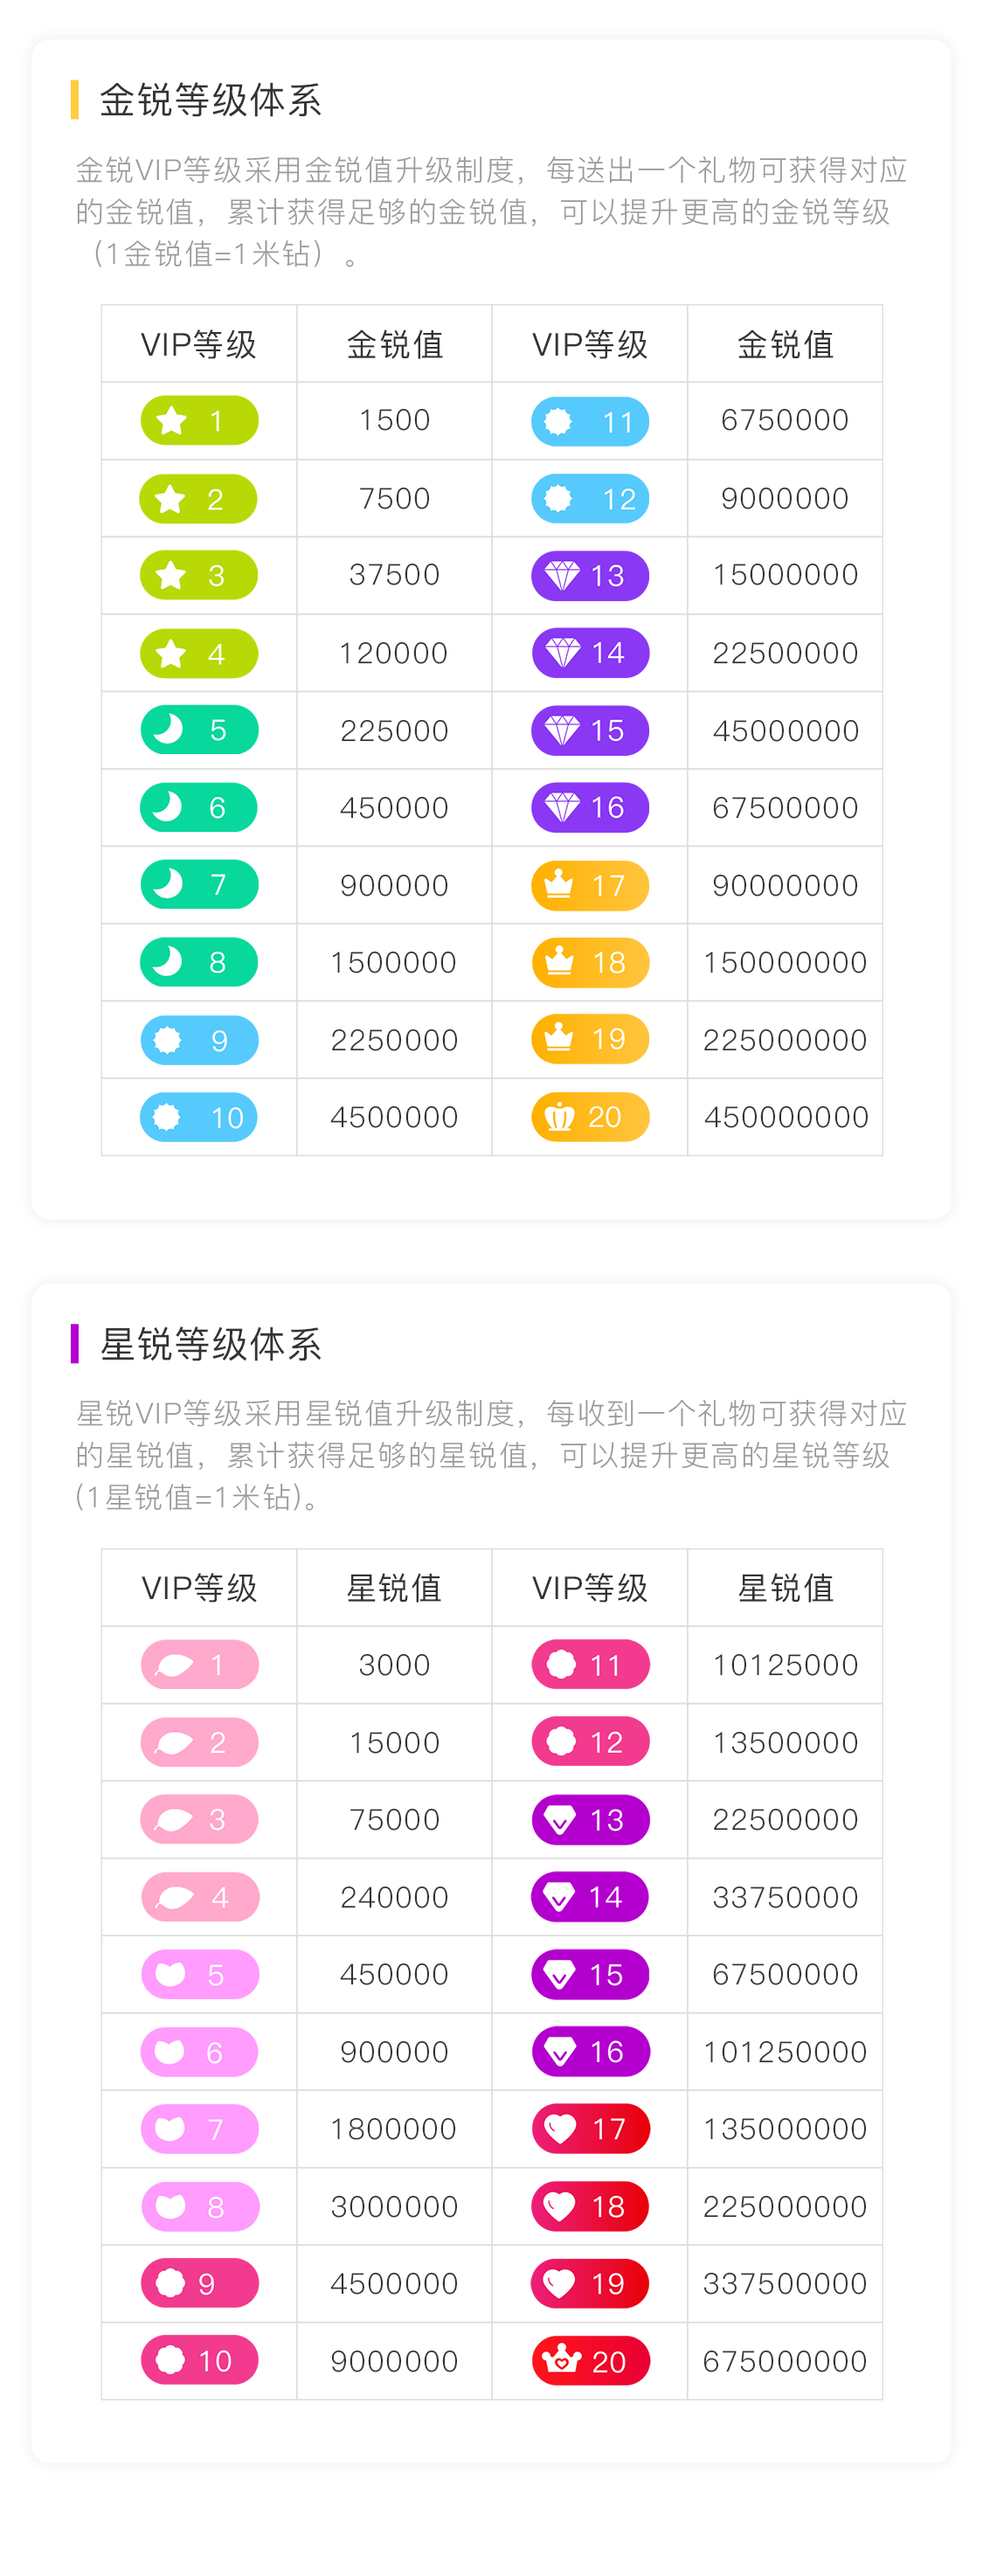 金锐等级体系
金锐VIP等级采用金锐值升级制度，每送出一个礼物可获得对应
的金锐值，累计获得足够的金锐值，可以提升更高的金锐等级
（1金锐值=1米钻）。
VIP等级 金锐值 VIP等级 金锐值
1 1500 11 6750000
2 7500 12 9000000
3 37500 13 15000000
4 120000 14 22500000
5 225000 15 45000000
6 450000 16 67500000
7 900000 17 90000000
8 1500000 18 150000000
9 2250000 19 225000000
10 4500000 20 450000000
星锐等级体系
星锐VIP等级采用星锐值升级制度，每收到一个礼物可获得对应
的星锐值，累计获得足够的星锐值，可以提升更高的星锐等级
(1星锐值=1米钻)。
VIP等级 星锐值 VIP等级 星锐值
1 3000 11 10125000
2 15000 12 13500000
3 75000 13 22500000
4 240000 14 33750000
5 450000 15 67500000
6 900000 16 101250000
7 1800000 17 135000000
8 3000000 18 225000000
9 4500000 19 337500000
10 9000000 20 675000000